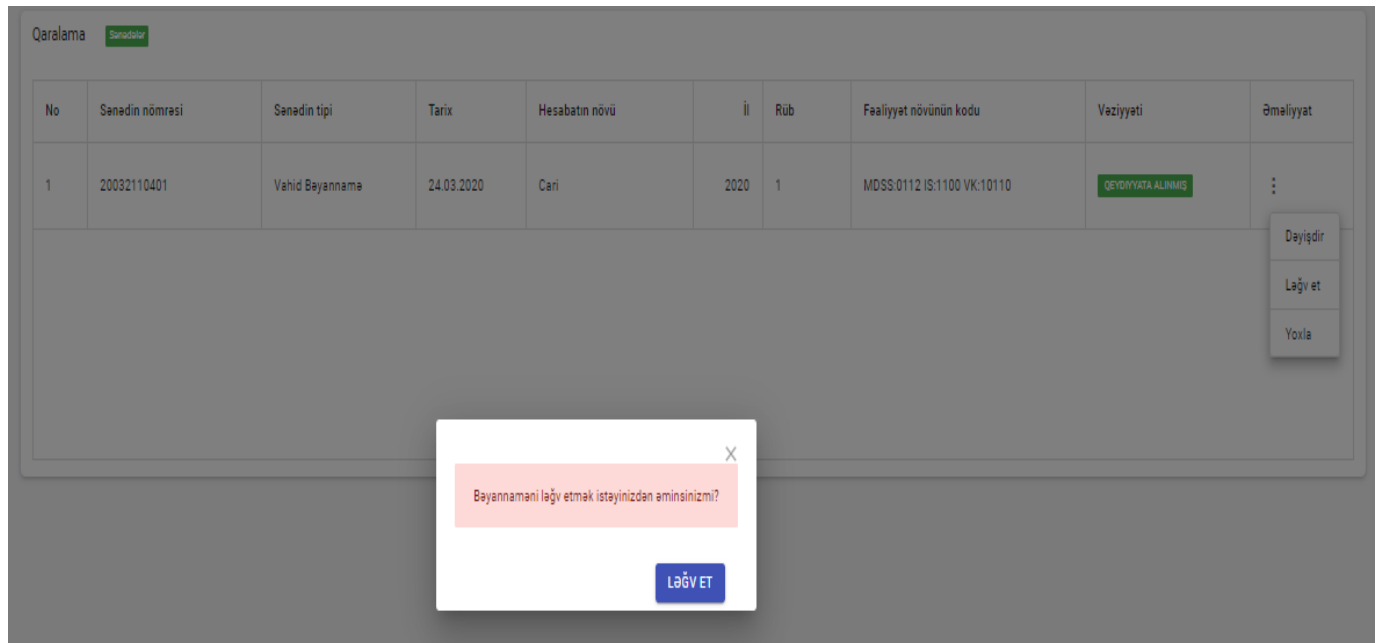 Qaralama Sənədələr
No Sənədin nömrəsi Sənədin tipi Tarix Hesabatın növü İl Rüb Fəaliyyət növünün kodu Vəziyyəti Əməliyyat
1 20032110401 Vahid Bəyannamə 24.03.2020 Cari 2020 1 MDSS:0112 IS:1100 VK:10110 QEYDIYYATA ALINMIŞ
Dəyişdir
Ləğv et
Yoxla
X
Bəyannaməni ləğv etmək istəyinizdən əminsinizmi?
LƏĞV ET